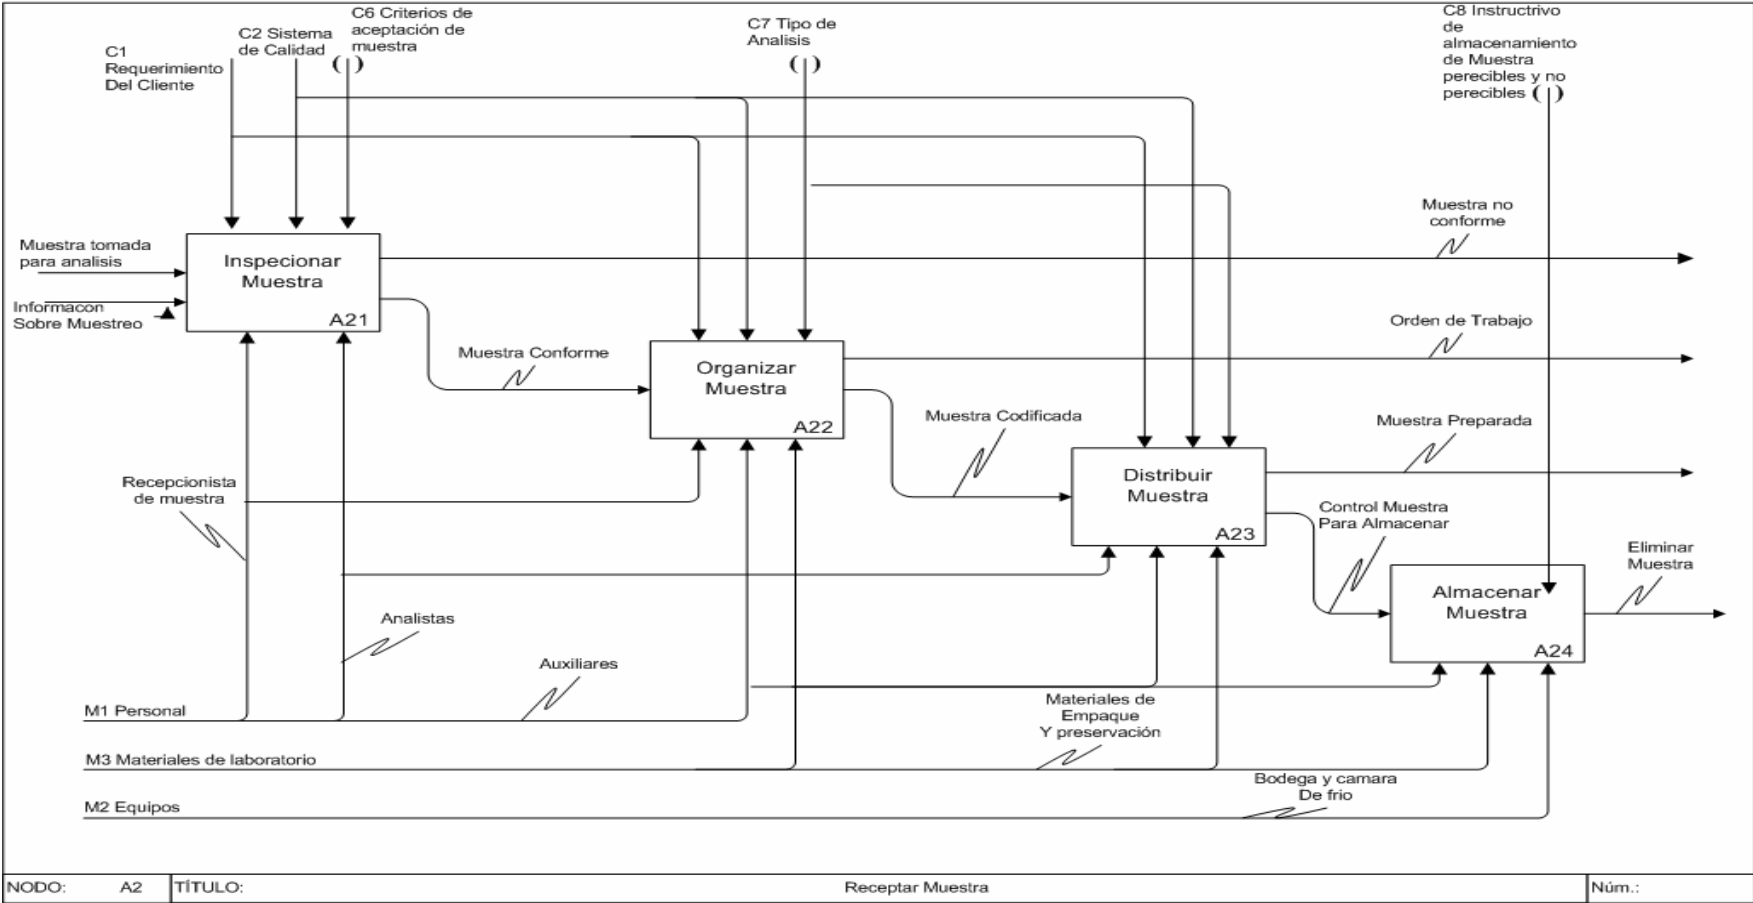 C1
Requerimiento
Del Cliente
C2 Sistema
de Calidad
C6 Criterios de
aceptación de
muestra
( )
C7 Tipo de
Analisis
( )
C8 Instructivo
de
almacenamiento
de Muestra
perecibles y no
perecibles ( )
Muestra tomada
para analisis
Informacon
Sobre Muestreo
Inspecionar
Muestra
A21
Muestra no
conforme
Muestra Conforme
Organizar
Muestra
A22
Orden de Trabajo
Muestra Codificada
Distribuir
Muestra
A23
Muestra Preparada
Control Muestra
Para Almacenar
Almacenar
Muestra
A24
Eliminar
Muestra
Recepcionista
de muestra
Analistas
Auxiliares
Materiales de
Empaque
Y preservación
Bodega y camara
De frio
M1 Personal
M3 Materiales de laboratorio
M2 Equipos
NODO: A2 TÍTULO: Receptar Muestra Núm.: